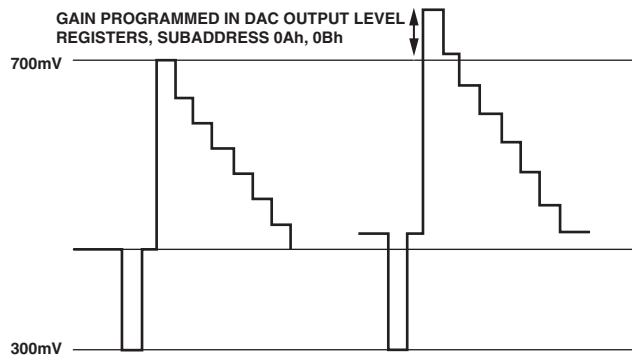 GAIN PROGRAMMED IN DAC OUTPUT LEVEL
REGISTERS, SUBADDRESS 0Ah, 0Bh
700mV
300mV